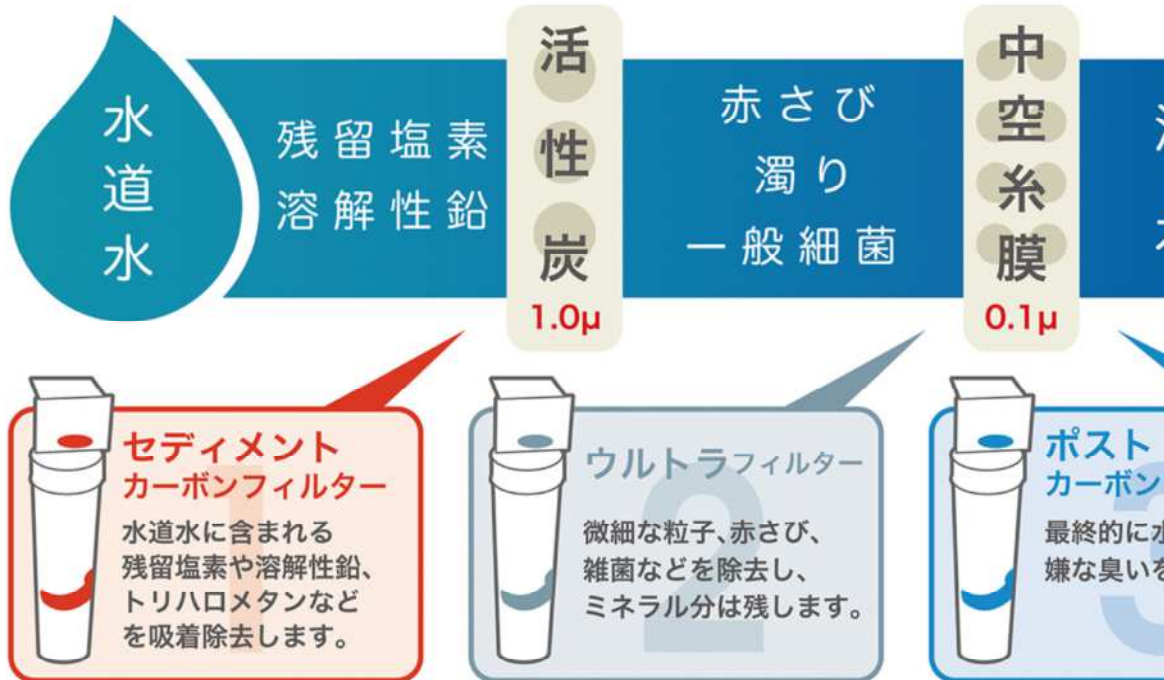 水道水
残留塩素
溶解性鉛
活性炭
1.0μ
赤さび
濁り
一般細菌
中空糸膜
0.1μ
1
セディメント
カーボンフィルター
水道水に含まれる
残留塩素や溶解性鉛、
トリハロメタンなど
を吸着除去します。
2
ウルトラフィルター
微細な粒子、赤さび、
雑菌などを除去し、
ミネラル分は残します。
3
ポスト
カーボン
最終的に水
嫌な臭いを